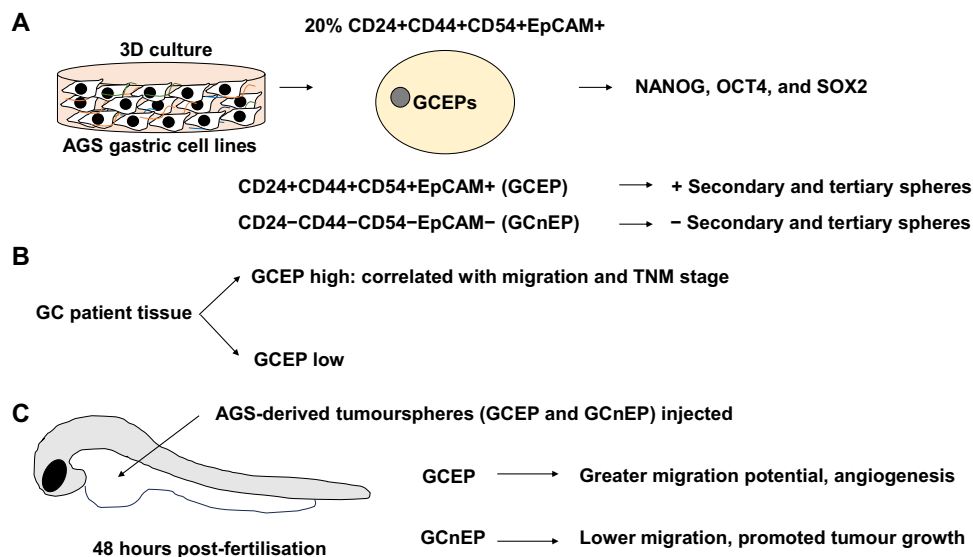 A
20% CD24+CD44+CD54+EpCAM+
3D culture
GCEPs
NANOG, OCT4, and SOX2
AGS gastric cell lines
CD24+CD44+CD54+EpCAM+ (GCEP)
+ Secondary and tertiary spheres
CD24−CD44−CD54−EpCAM− (GCnEP)
− Secondary and tertiary spheres
B
GCEP high: correlated with migration and TNM stage
GC patient tissue
GCEP low
C
AGS-derived tumourspheres (GCEP and GCnEP) injected
GCEP
Greater migration potential, angiogenesis
GCnEP
Lower migration, promoted tumour growth
48 hours post-fertilisation